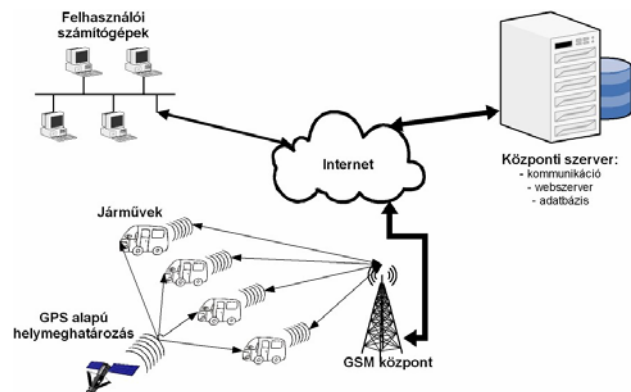 Felhasználói
számítógépek
Internet
Központi szerver:
- kommunikáció
- webszerver
- adatbázis
Járművek
GPS alapú
helymeghatározás
GSM központ